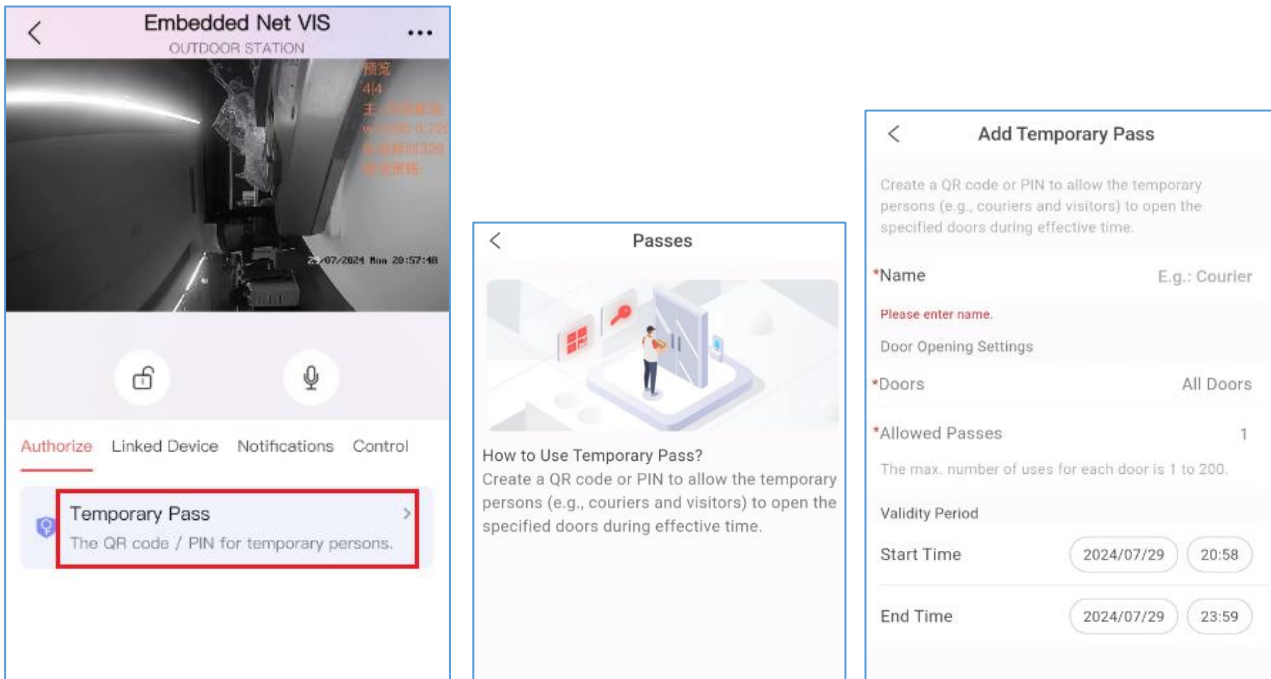 Embedded Net VIS
OUTDOOR STATION
预览
4|4
07/2024 Mon 20:57:48
Authorize Linked Device Notifications Control
Temporary Pass
The QR code / PIN for temporary persons.
Passes
How to Use Temporary Pass?
Create a QR code or PIN to allow the temporary
persons (e.g., couriers and visitors) to open the
specified doors during effective time.
Add Temporary Pass
Create a QR code or PIN to allow the temporary
persons (e.g., couriers and visitors) to open the
specified doors during effective time.
*Name E.g.: Courier
Please enter name.
Door Opening Settings
*Doors All Doors
*Allowed Passes 1
The max. number of uses for each door is 1 to 200.
Validity Period
Start Time 2024/07/29 20:58
End Time 2024/07/29 23:59